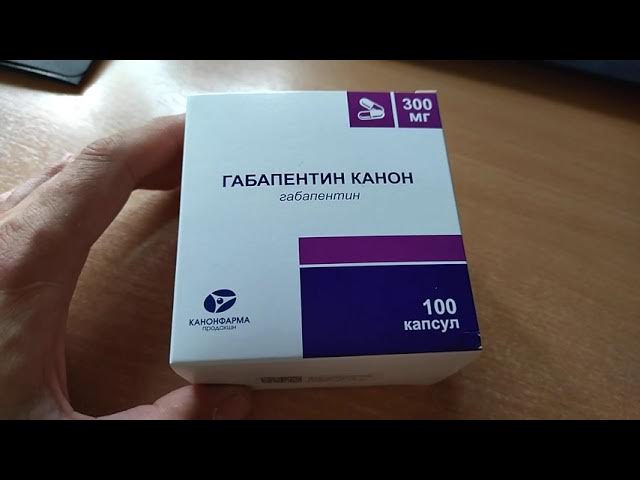 300
мг
ГАБАПЕНТИН КАНОН
габапентин
КАНОНФАРМА
продакшн
100
капсул